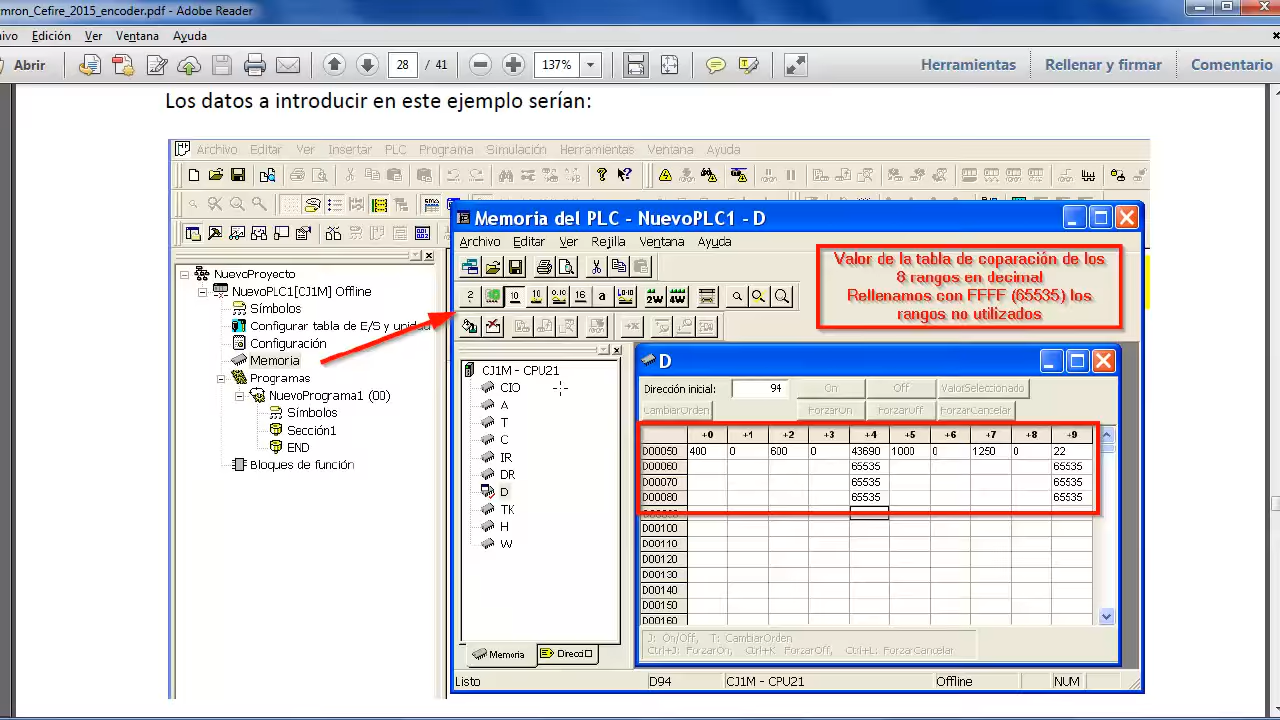 mron_Cefire_2015_encoder.pdf - Adobe Reader
ivo Edición Ver Ventana Ayuda
Abrir 28 / 41 137% Herramientas Rellenar y firmar Comentario
Los datos a introducir en este ejemplo serían:
Archivo Editar Ver Insertar PLC Programa Simulación Herramientas Ventana Ayuda
Memoria del PLC - NuevoPLC1 - D
Archivo Editar Ver Rejilla Ventana Ayuda
Valor de la tabla de coparación de los
8 rangos en decimal
Rellenamos con FFFF (65535) los
rangos no utilizados
NuevoProyecto
NuevoPLC1[CJ1M] Offline
Símbolos
Configurar tabla de E/S y unidad
Configuración
Memoria
Programas
NuevoPrograma1 (00)
Símbolos
Sección1
END
Bloques de función
CJ1M - CPU21
CIO
A
T
C
IR
DR
D
TK
H
W
Memoria Direcci
D
Dirección inicial: 94 On Off ValorSeleccionado
CambiarOrden ForzarOn ForzarOff ForzarCancelar
+0 +1 +2 +3 +4 +5 +6 +7 +8 +9
D00050 400 0 600 0 43690 1000 0 1250 0 22
D00060 65535 65535
D00070 65535 65535
D00080 65535 65535
D00100
D00110
D00120
D00130
D00140
D00150
D00160
J: On/Off, T: CambiarOrden
Ctrl+J: ForzarOn, Ctrl+K ForzarOff, Ctrl+L: ForzarCancelar
Listo D94 CJ1M - CPU21 Offline NUM